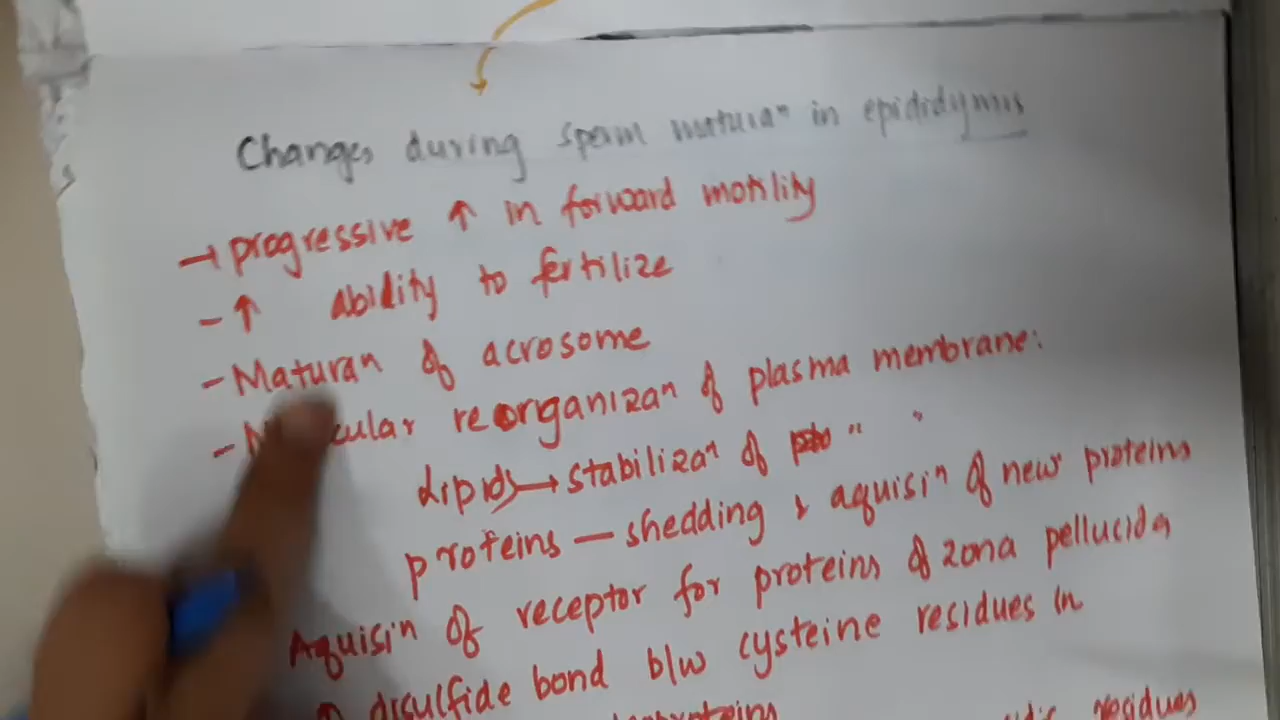 Changes during sperm maturaⁿ in epididymis
→ progressive ↑ in forward motility
- ↑ ability to fertilize
- Maturan of acrosome
- reorganizaⁿ of plasma membrane:
Lipids → stabilizaⁿ of " "
proteins — shedding & aquisiⁿ of new proteins
Aquisiⁿ of receptor for proteins of zona pellucida
↑ disulfide bond b/w cysteine residues in
residues